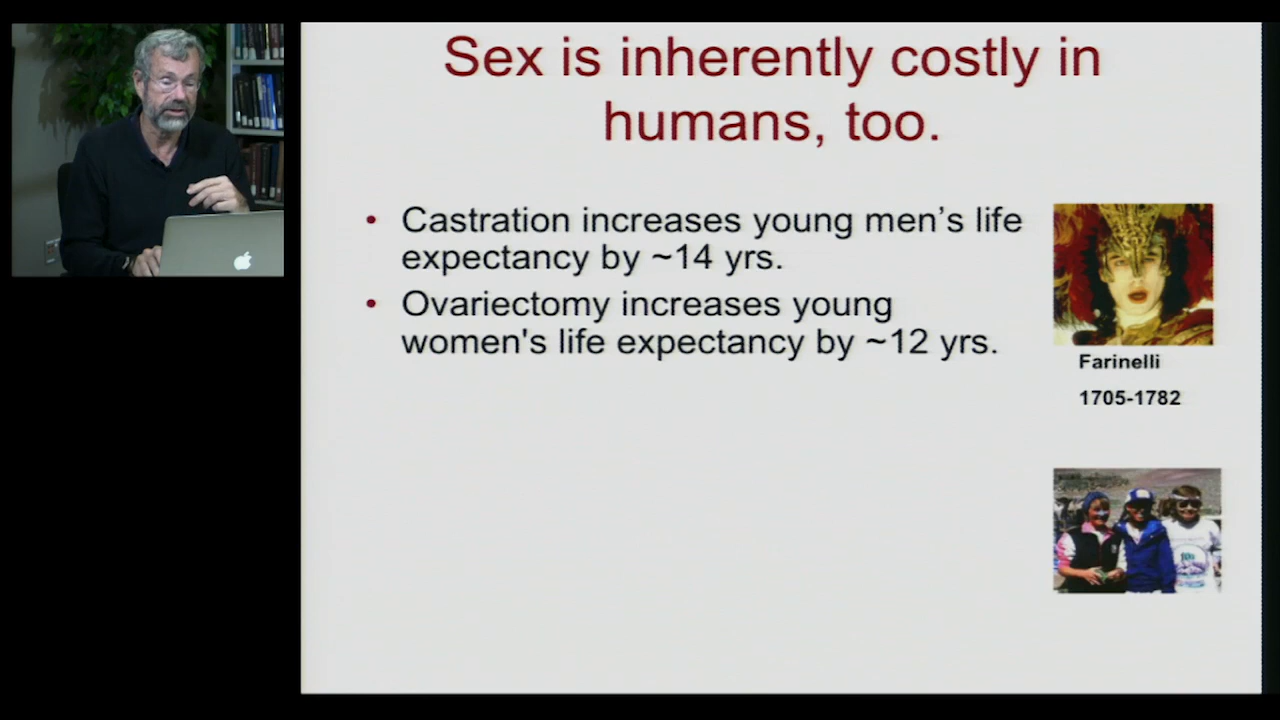 Sex is inherently costly in
humans, too.
• Castration increases young men’s life
expectancy by ~14 yrs.
• Ovariectomy increases young
women's life expectancy by ~12 yrs.
Farinelli
1705-1782